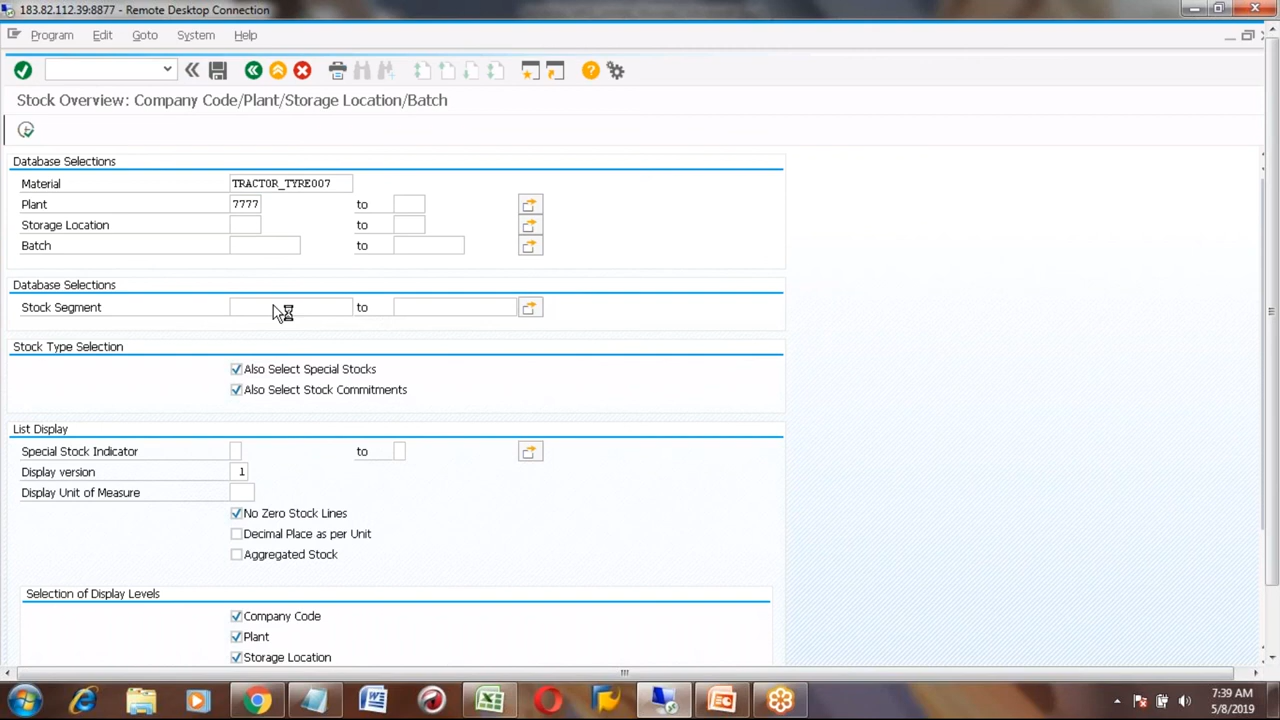 183.82.112.39:8877 - Remote Desktop Connection
Program Edit Goto System Help
Stock Overview: Company Code/Plant/Storage Location/Batch
Database Selections
Material TRACTOR_TYRE007
Plant 7777 to
Storage Location to
Batch to
Database Selections
Stock Segment to
Stock Type Selection
Also Select Special Stocks
Also Select Stock Commitments
List Display
Special Stock Indicator to
Display version 1
Display Unit of Measure
No Zero Stock Lines
Decimal Place as per Unit
Aggregated Stock
Selection of Display Levels
Company Code
Plant
Storage Location
7:39 AM
5/8/2019